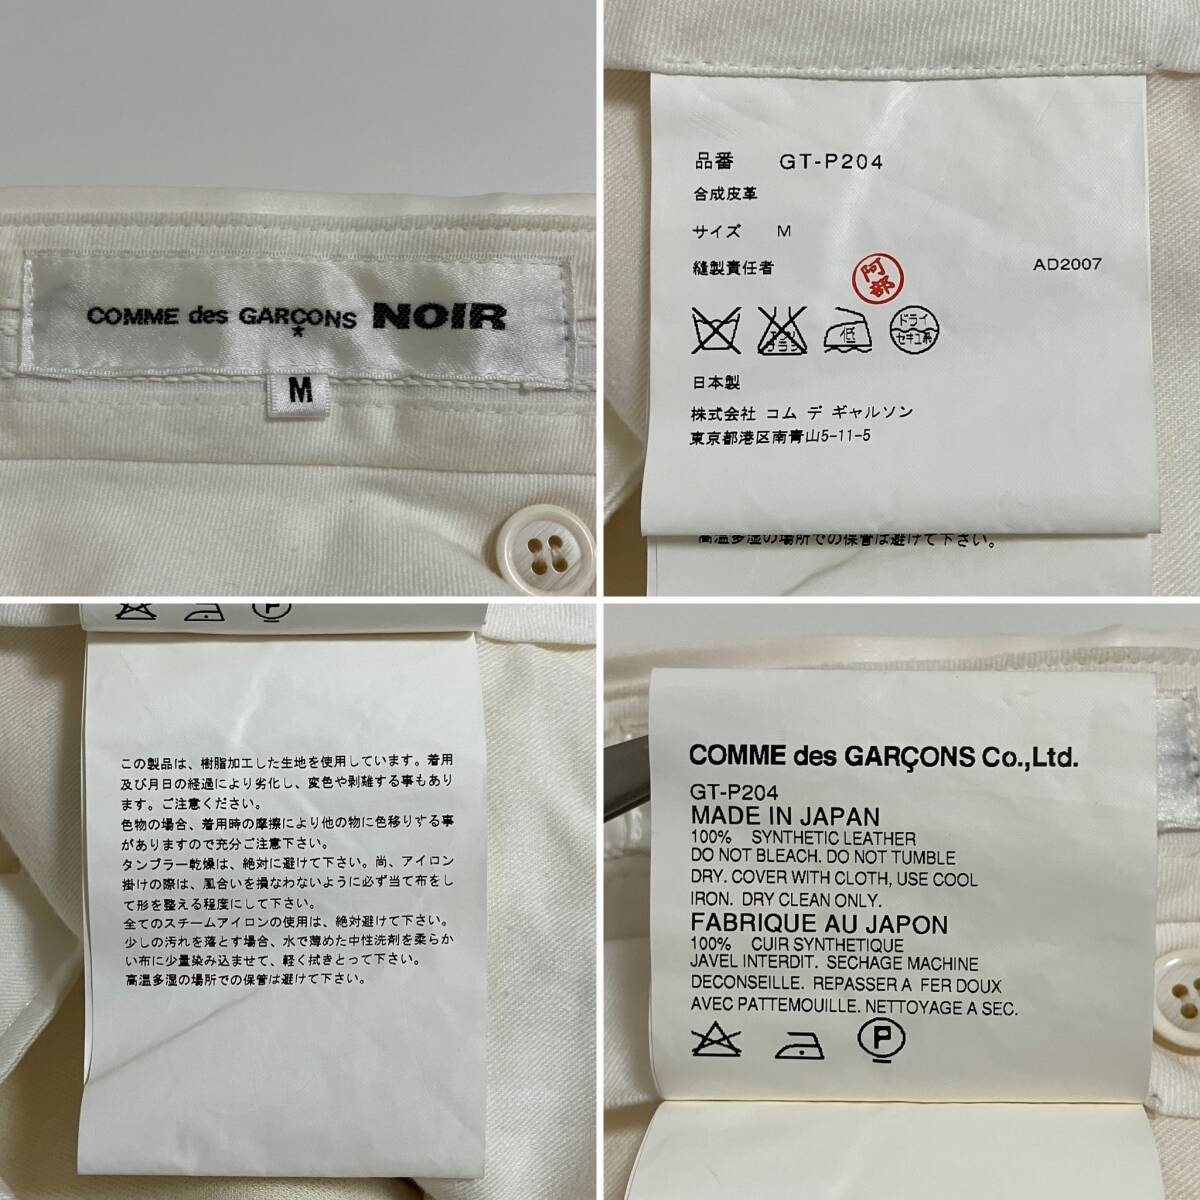 COMME des GARÇONS NOIR
*
M
品番 GT-P204
合成皮革
サイズ M
縫製責任者 阿部 AD2007
エンソ サラシ 低 ドライ セキユ系
日本製
株式会社 コム デ ギャルソン
東京都港区南青山5-11-5
高温多湿の場所での保管は避けて下さい。
P
この製品は、樹脂加工した生地を使用しています。着用
及び月日の経過により劣化し、変色や剥離する事もあり
ます。ご注意ください。
色物の場合、着用時の摩擦により他の物に色移りする事
がありますので充分ご注意下さい。
タンブラー乾燥は、絶対に避けて下さい。尚、アイロン
掛けの際は、風合いを損なわないように必ず当て布をし
て形を整える程度にして下さい。
全てのスチームアイロンの使用は、絶対避けて下さい。
少しの汚れを落とす場合、水で薄めた中性洗剤を柔らか
い布に少量染み込ませて、軽く拭きとって下さい。
高温多湿の場所での保管は避けて下さい。
COMME des GARÇONS Co.,Ltd.
GT-P204
MADE IN JAPAN
100% SYNTHETIC LEATHER
DO NOT BLEACH. DO NOT TUMBLE
DRY. COVER WITH CLOTH, USE COOL
IRON. DRY CLEAN ONLY.
FABRIQUE AU JAPON
100% CUIR SYNTHETIQUE
JAVEL INTERDIT. SECHAGE MACHINE
DECONSEILLE. REPASSER A FER DOUX
AVEC PATTEMOUILLE. NETTOYAGE A SEC.
P